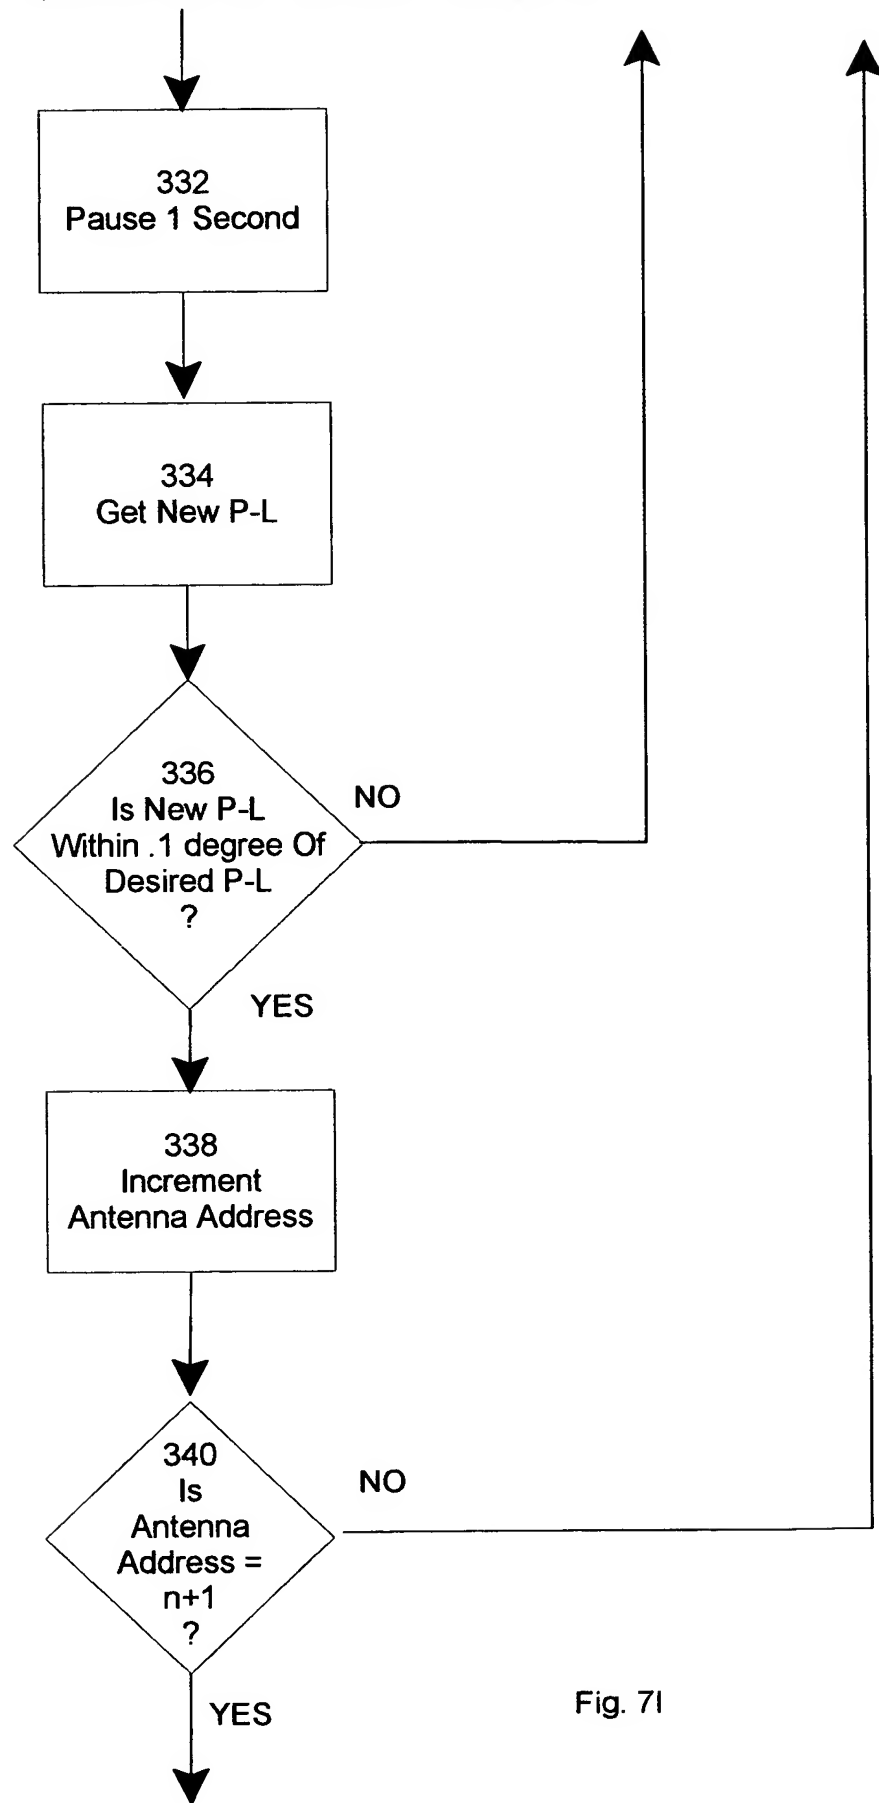 332
Pause 1 Second
334
Get New P-L
336
Is New P-L
Within .1 degree Of
Desired P-L
?
NO
YES
338
Increment
Antenna Address
340
Is
Antenna
Address =
n+1
?
NO
YES
Fig. 7I